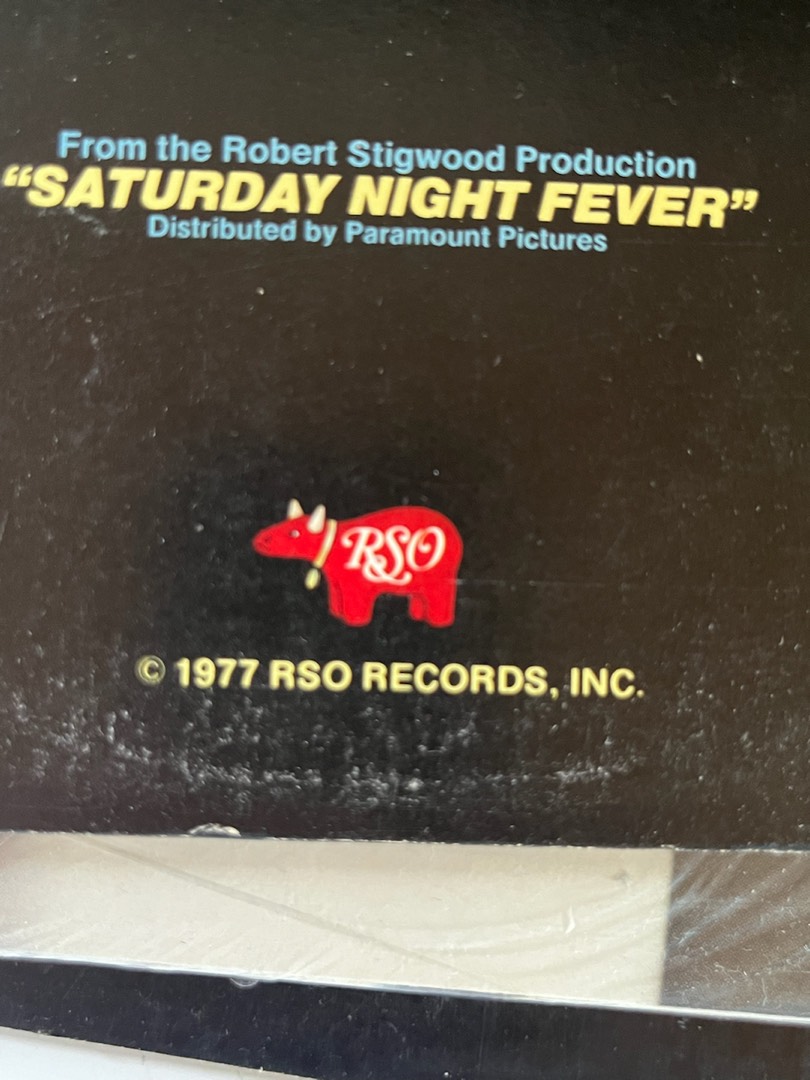 From the Robert Stigwood Production
“SATURDAY NIGHT FEVER”
Distributed by Paramount Pictures
RSO
© 1977 RSO RECORDS, INC.